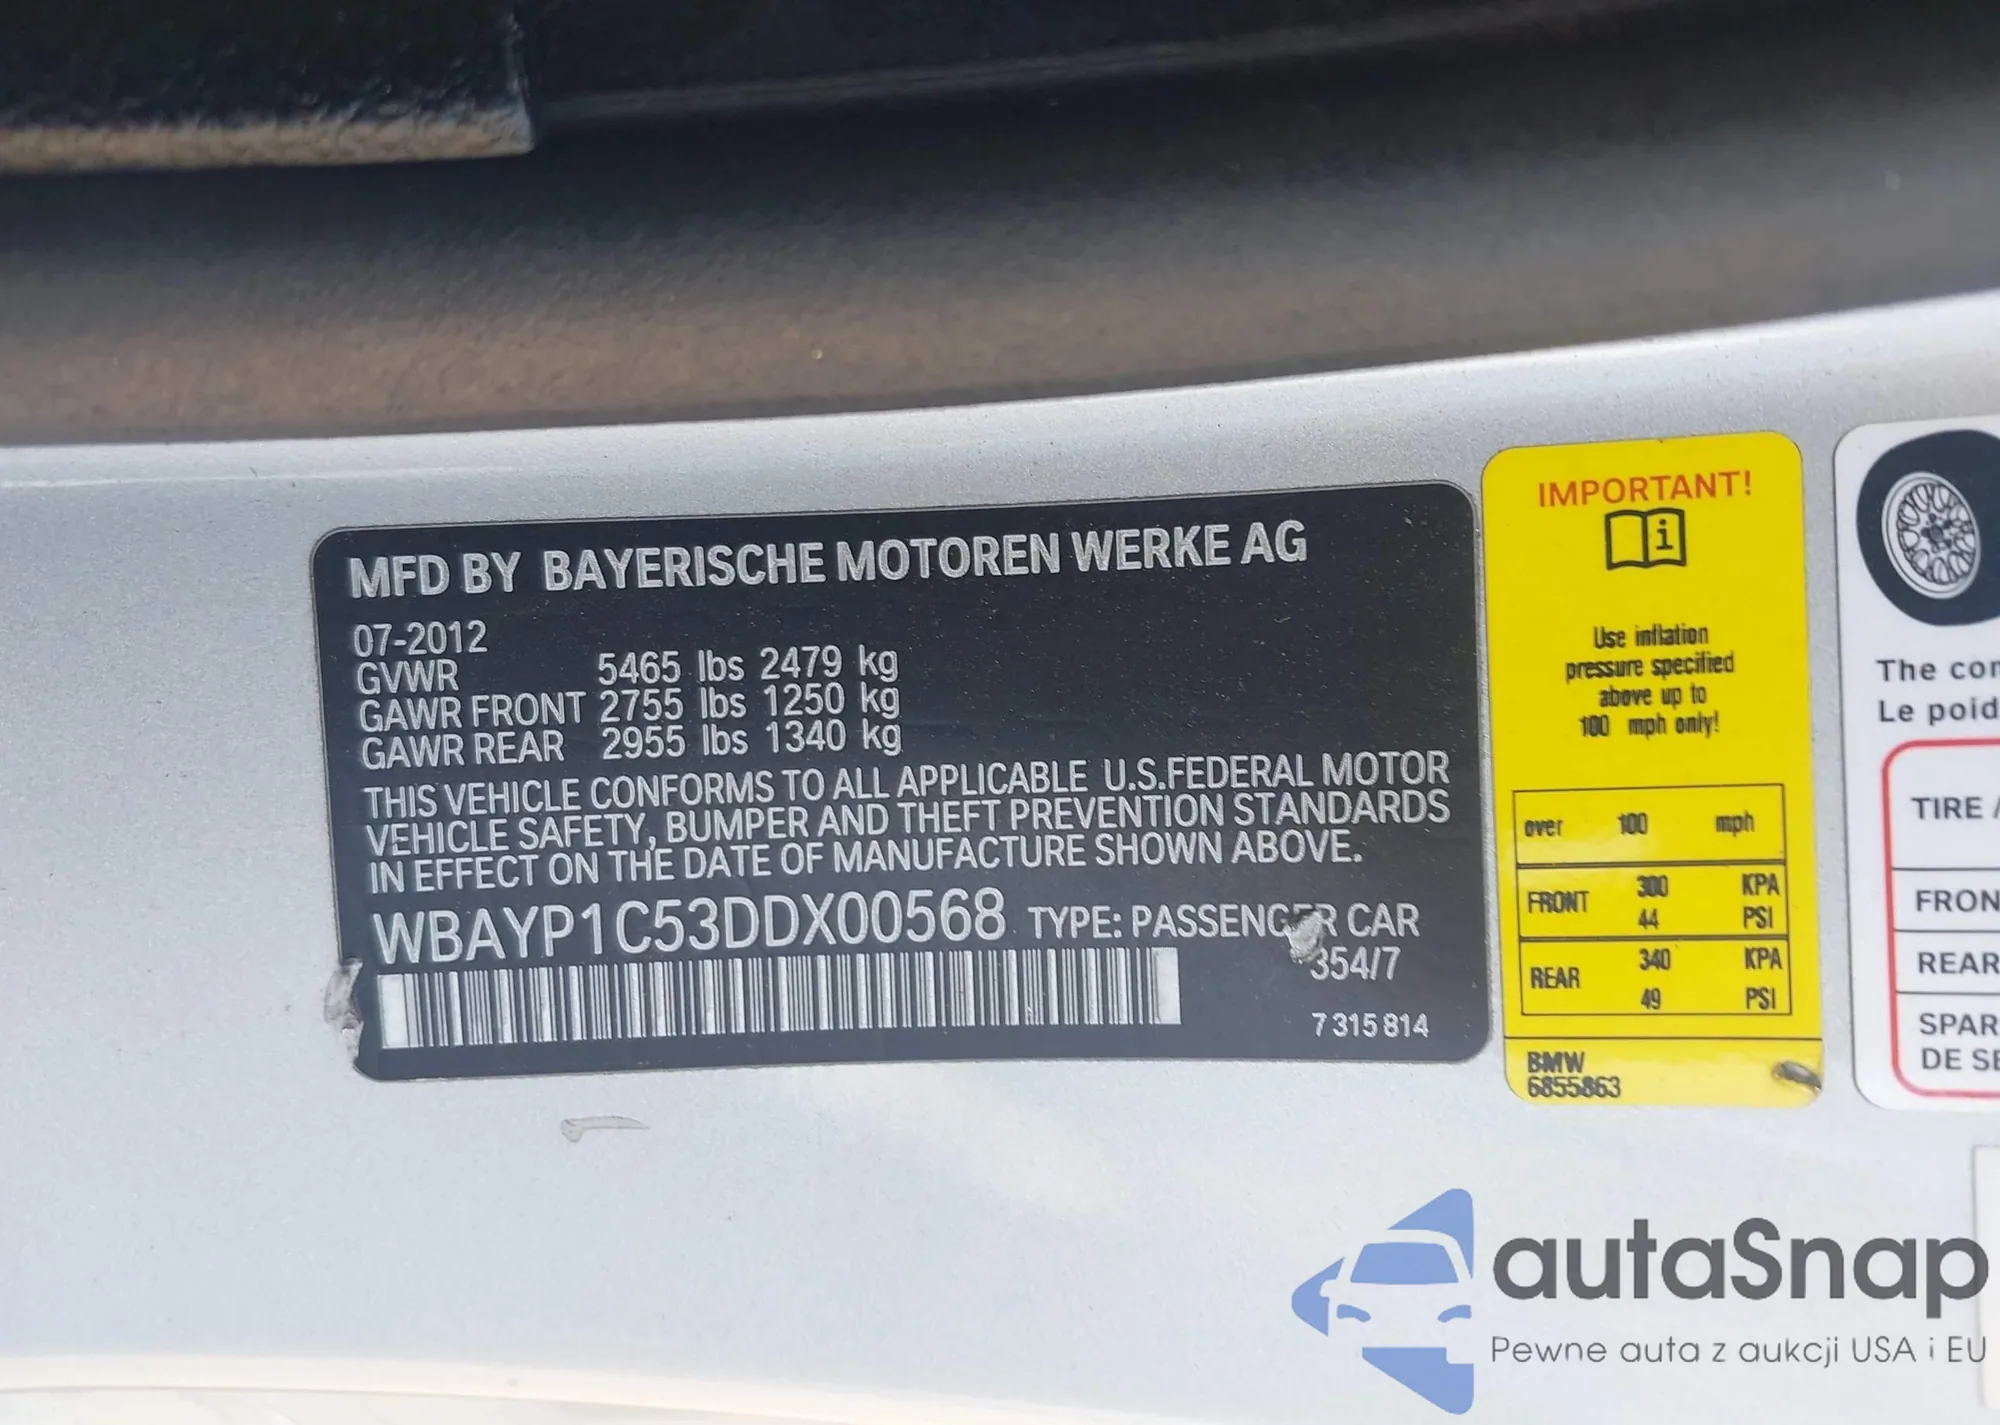 MFD BY BAYERISCHE MOTOREN WERKE AG
07-2012
GVWR 5465 lbs 2479 kg
GAWR FRONT 2755 lbs 1250 kg
GAWR REAR 2955 lbs 1340 kg
THIS VEHICLE CONFORMS TO ALL APPLICABLE U.S.FEDERAL MOTOR
VEHICLE SAFETY, BUMPER AND THEFT PREVENTION STANDARDS
IN EFFECT ON THE DATE OF MANUFACTURE SHOWN ABOVE.
WBAYP1C53DDX00568 TYPE: PASSENGER CAR
354/7
7 315 814
IMPORTANT!
i
Use inflation
pressure specified
above up to
100 mph only!
over 100 mph
FRONT 300 KPA
44 PSI
REAR 340 KPA
49 PSI
BMW
6855863
The con
Le poid
TIRE /
FRON
REAR
SPAR
DE SE
autaSnap
Pewne auta z aukcji USA i EU